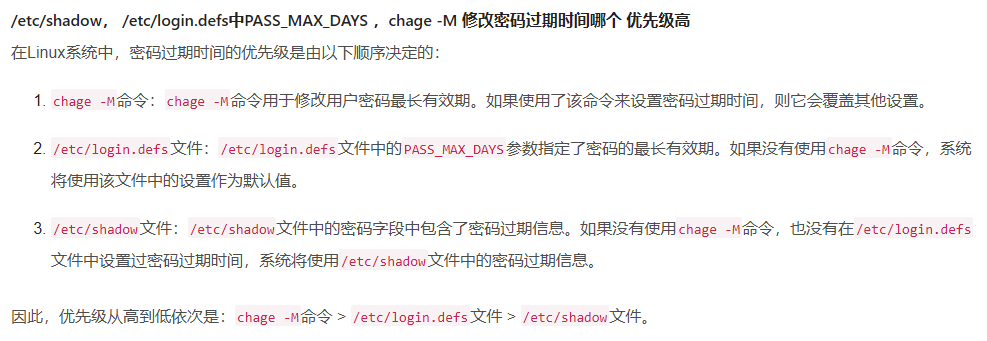 /etc/shadow， /etc/login.defs中PASS_MAX_DAYS ，chage -M 修改密码过期时间哪个 优先级高
在Linux系统中，密码过期时间的优先级是由以下顺序决定的：
1. chage -M命令：chage -M命令用于修改用户密码最长有效期。如果使用了该命令来设置密码过期时间，则它会覆盖其他设置。
2. /etc/login.defs文件：/etc/login.defs文件中的PASS_MAX_DAYS参数指定了密码的最长有效期。如果没有使用chage -M命令，系统
将使用该文件中的设置作为默认值。
3. /etc/shadow文件：/etc/shadow文件中的密码字段中包含了密码过期信息。如果没有使用chage -M命令，也没有在/etc/login.defs
文件中设置过密码过期时间，系统将使用/etc/shadow文件中的密码过期信息。
因此，优先级从高到低依次是：chage -M命令 > /etc/login.defs文件 > /etc/shadow文件。